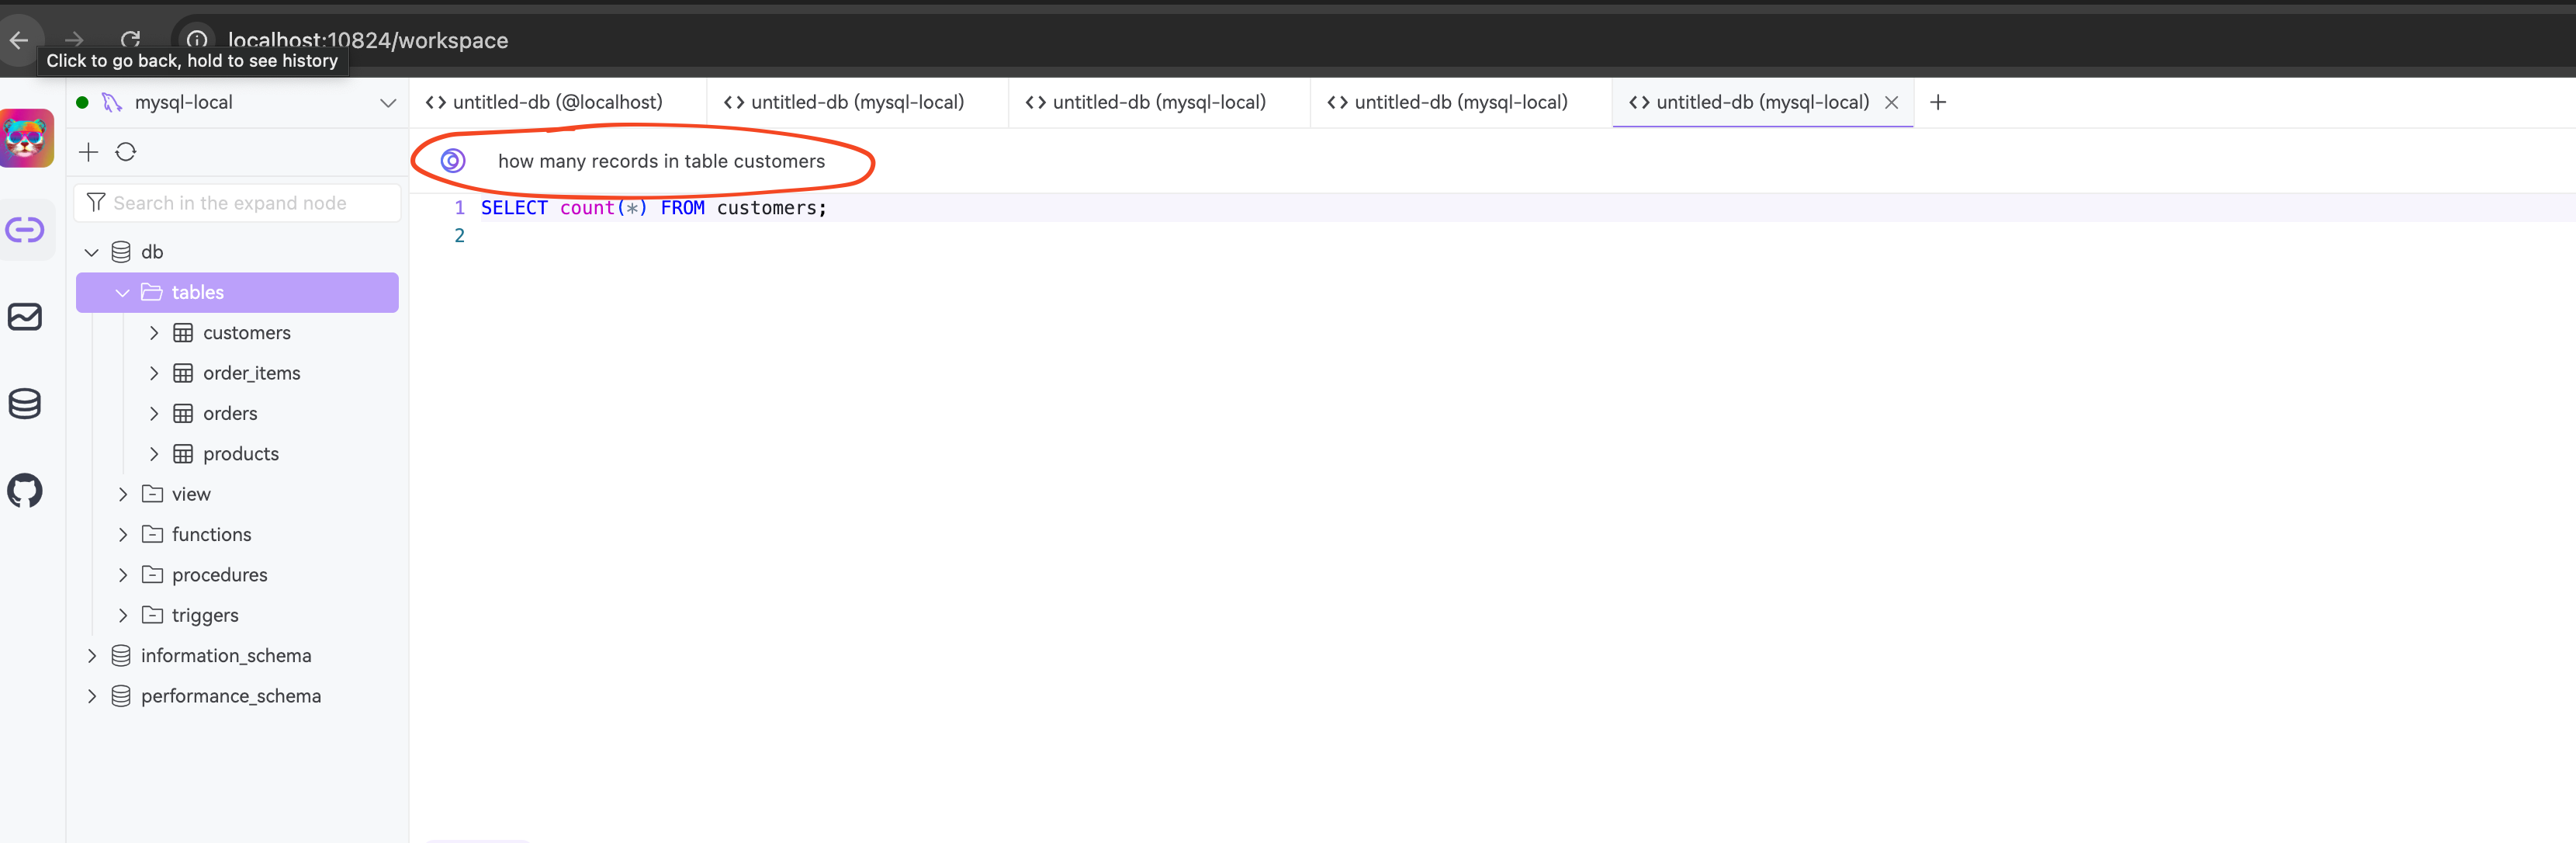 localhost:10824/workspace
Click to go back, hold to see history
mysql-local
untitled-db (@localhost)
untitled-db (mysql-local)
untitled-db (mysql-local)
untitled-db (mysql-local)
untitled-db (mysql-local)
how many records in table customers
Search in the expand node
1 SELECT count(*) FROM customers;
2
db
tables
customers
order_items
orders
products
view
functions
procedures
triggers
information_schema
performance_schema